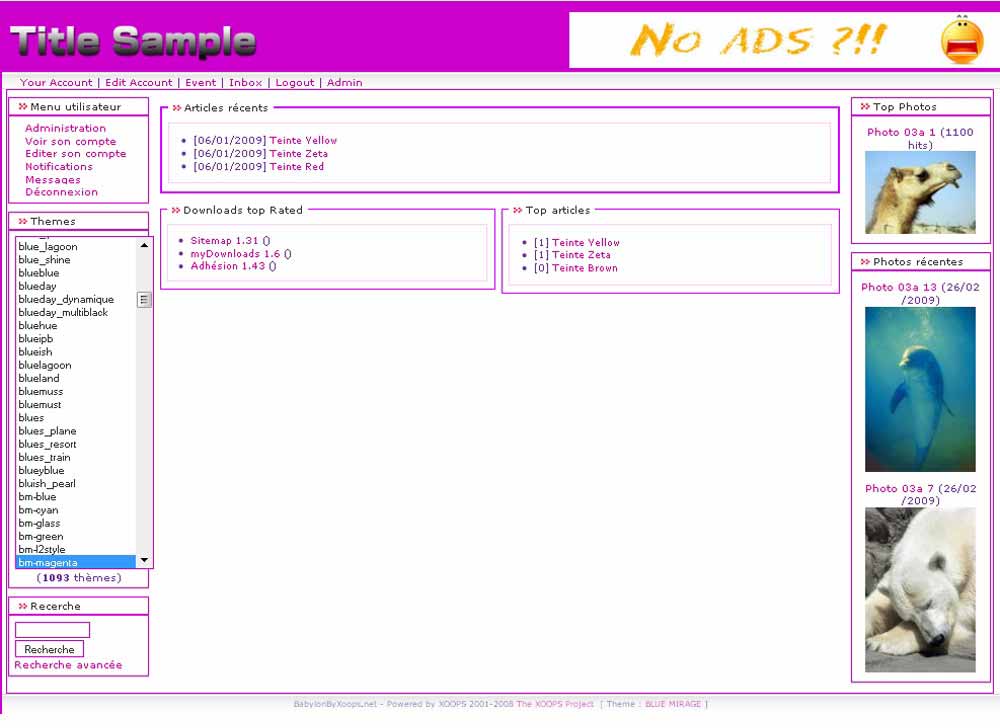 Title Sample
No ADS ?!!
Your Account | Edit Account | Event | Inbox | Logout | Admin
Menu utilisateur
Administration
Voir son compte
Editer son compte
Notifications
Messages
Déconnexion
Themes
blue_lagoon
blue_shine
blueblue
blueday
blueday_dynamique
blueday_multiblack
bluehue
blueipb
blueish
bluelagoon
blueland
bluemuss
bluemust
blues
blues_plane
blues_resort
blues_train
blueyblue
bluish_pearl
bm-blue
bm-cyan
bm-glass
bm-green
bm-l2style
bm-magenta
(1093 thèmes)
Recerche
Recherche
Recherche avancée
Articles récents
[06/01/2009] Teinte Yellow
[06/01/2009] Teinte Zeta
[06/01/2009] Teinte Red
Downloads top Rated
Sitemap 1.31 ()
myDownloads 1.6 ()
Adhésion 1.43 ()
Top articles
[1] Teinte Yellow
[1] Teinte Zeta
[0] Teinte Brown
Top Photos
Photo 03a 1 (1100
hits)
Photos récentes
Photo 03a 13 (26/02
/2009)
Photo 03a 7 (26/02
/2009)
BabylonByXoops.net - Powered by XOOPS 2001-2008 The XOOPS Project [ Theme : BLUE MIRAGE ]